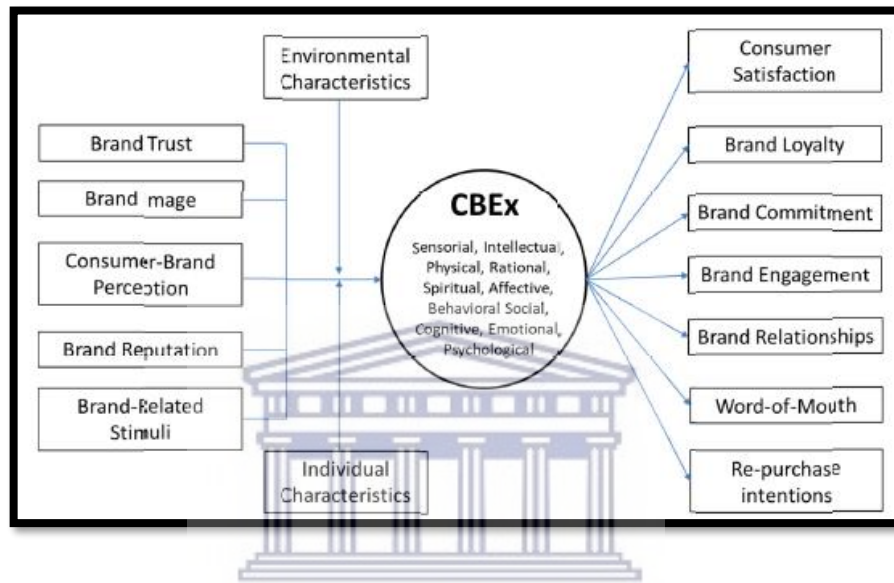 Environmental
Characteristics
Brand Trust
Brand Image
Consumer-Brand
Perception
Brand Reputation
Brand-Related
Stimuli
Individual
Characteristics
CBEx
Sensorial, Intellectual,
Physical, Rational,
Spiritual, Affective,
Behavioral Social,
Cognitive, Emotional,
Psychological
Consumer
Satisfaction
Brand Loyalty
Brand Commitment
Brand Engagement
Brand Relationships
Word-of-Mouth
Re-purchase
intentions